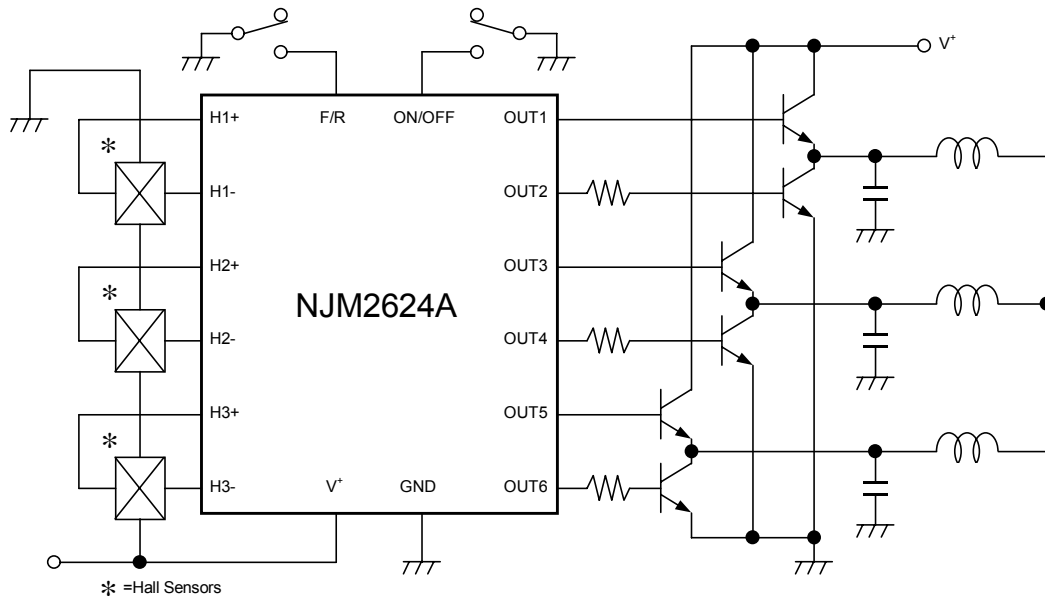 V+
H1+
F/R
ON/OFF
OUT1
*
H1-
OUT2
H2+
OUT3
*
NJM2624A
H2-
OUT4
H3+
OUT5
*
H3-
V+
GND
OUT6
* =Hall Sensors